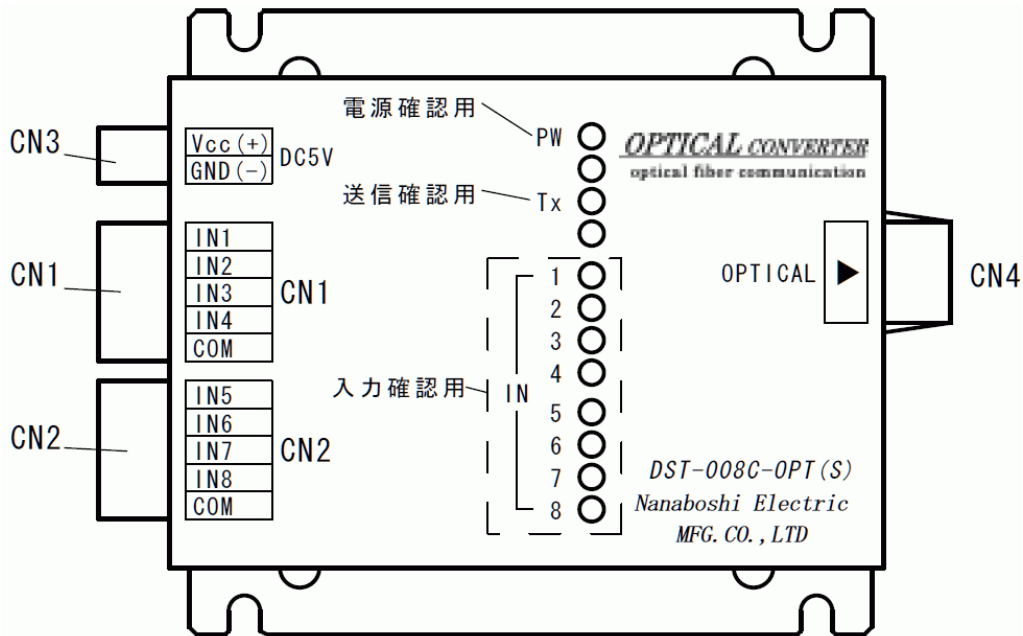 電源確認用
PW
OPTICAL CONVERTER
optical fiber communication
CN3
Vcc(+)
GND(-)
DC5V
送信確認用
Tx
CN1
IN1
IN2
IN3
IN4
COM
CN1
1
2
3
4
5
6
7
8
IN
入力確認用
OPTICAL
CN4
CN2
IN5
IN6
IN7
IN8
COM
CN2
DST-008C-OPT(S)
Nanaboshi Electric
MFG.CO.,LTD